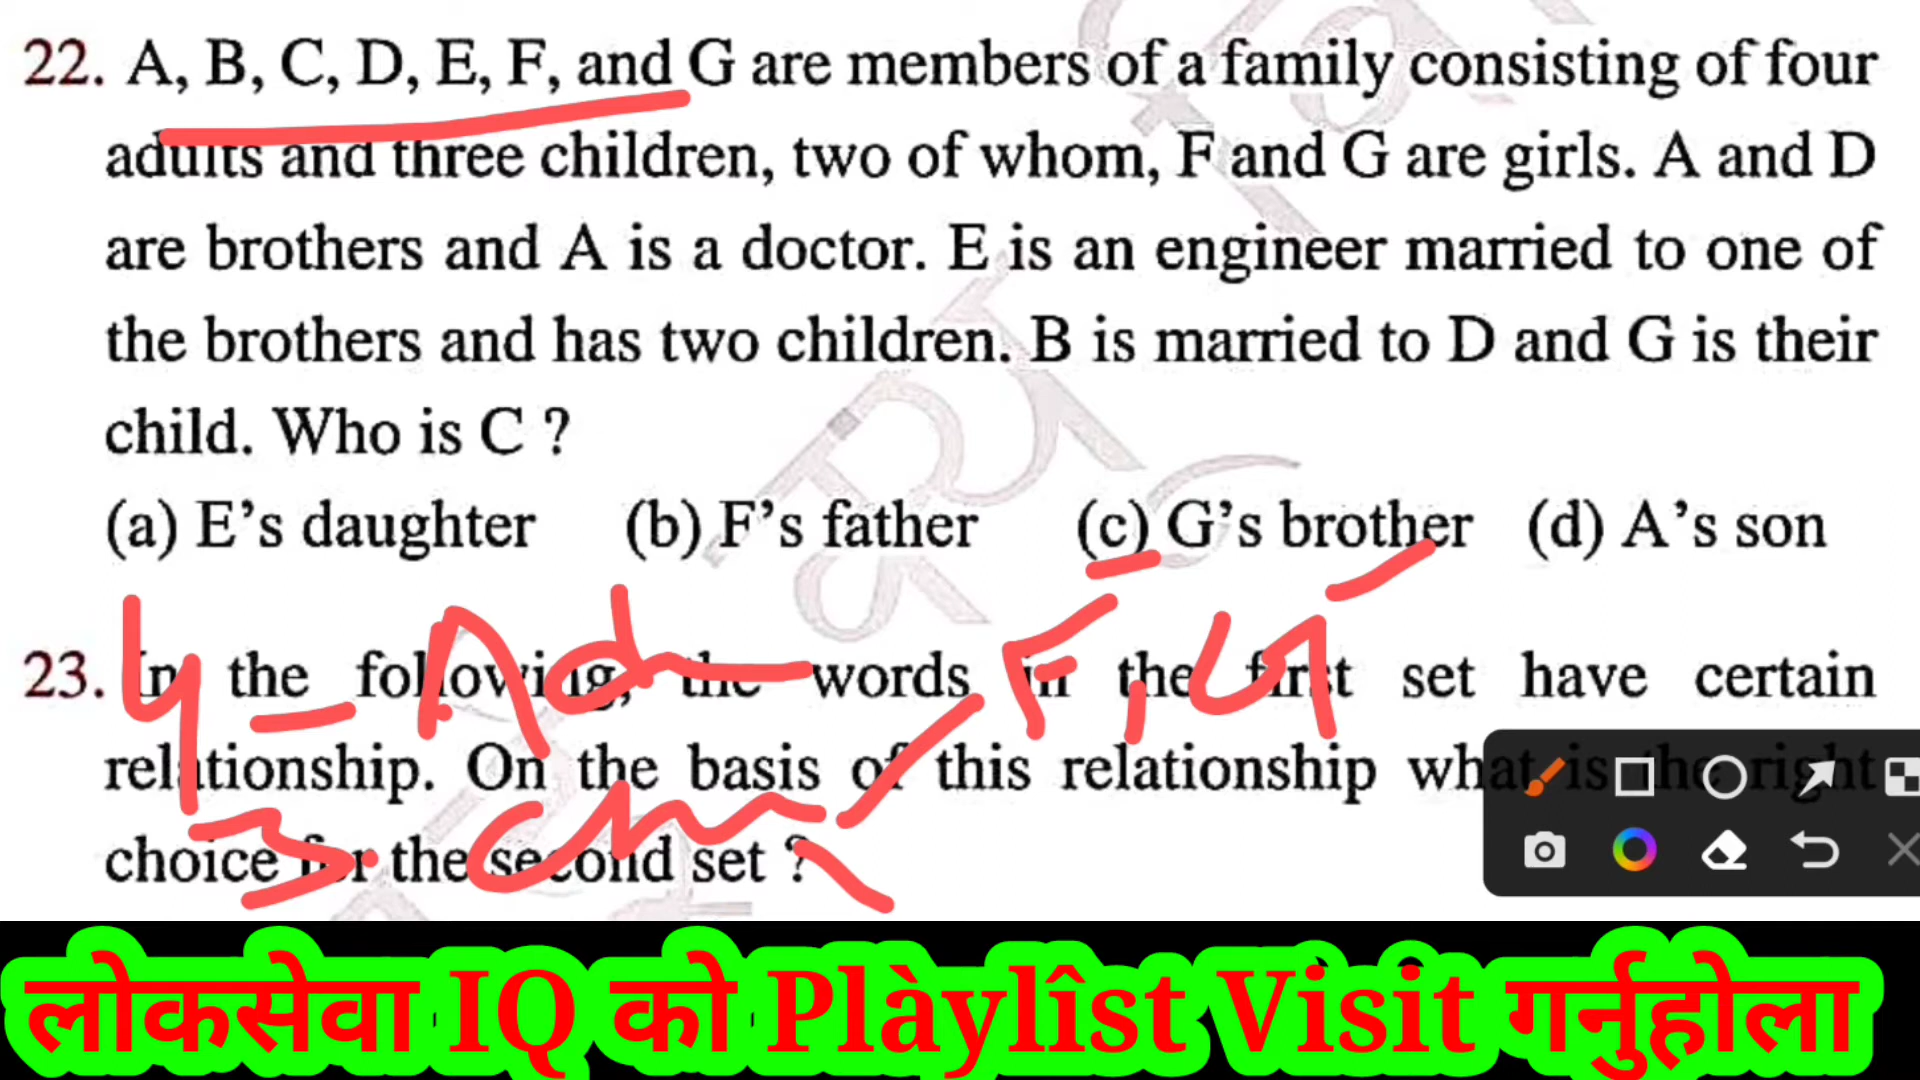 22. A, B, C, D, E, F, and G are members of a family consisting of four
adults and three children, two of whom, F and G are girls. A and D
are brothers and A is a doctor. E is an engineer married to one of
the brothers and has two children. B is married to D and G is their
child. Who is C ?
(a) E's daughter (b) F's father (c) G's brother (d) A's son
4 - Ad F, G
23. In the following, the words in the first set have certain
relationship. On the basis of this relationship what is the right
3. Chi
choice for the second set ?
लोकसेवा IQ को Plàylîst Visit गर्नुहोला